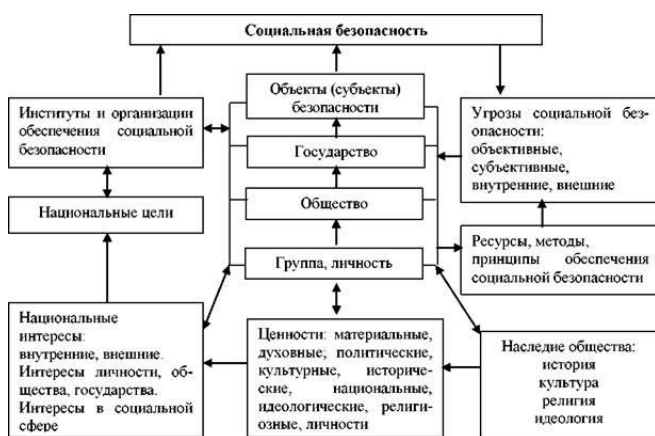 Социальная безопасность
Объекты (субъекты)
безопасности
Институты и организации
обеспечения социальной
безопасности
Угрозы социальной без-
опасности:
объективные,
субъективные,
внутренние, внешние
Государство
Национальные цели
Общество
Ресурсы, методы,
принципы обеспечения
социальной безопасности
Группа, личность
Национальные
интересы:
внутренние, внешние.
Интересы личности, об-
щества, государства.
Интересы в социальной
сфере
Ценности: материальные,
духовные; политические,
культурные, историче-
ские, национальные,
идеологические, религи-
озные, личности
Наследие общества:
история
культура
религия
идеология